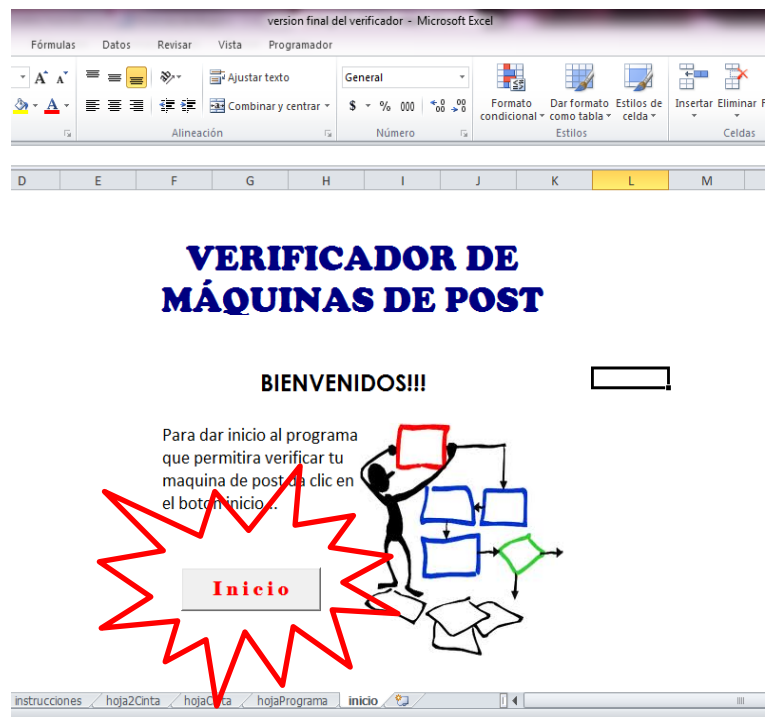 version final del verificador - Microsoft Excel
Fórmulas Datos Revisar Vista Programador
Ajustar texto General
Combinar y centrar $ % 000
Formato condicional Dar formato como tabla Estilos de celda Insertar Eliminar F
Alineación Número Estilos Celdas
D E F G H I J K L M
VERIFICADOR DE
MÁQUINAS DE POST
BIENVENIDOS!!!
Para dar inicio al programa
que permitira verificar tu
maquina de post da clic en
el boton inicio...
Inicio
instrucciones hoja2Cinta hojaCinta hojaPrograma inicio